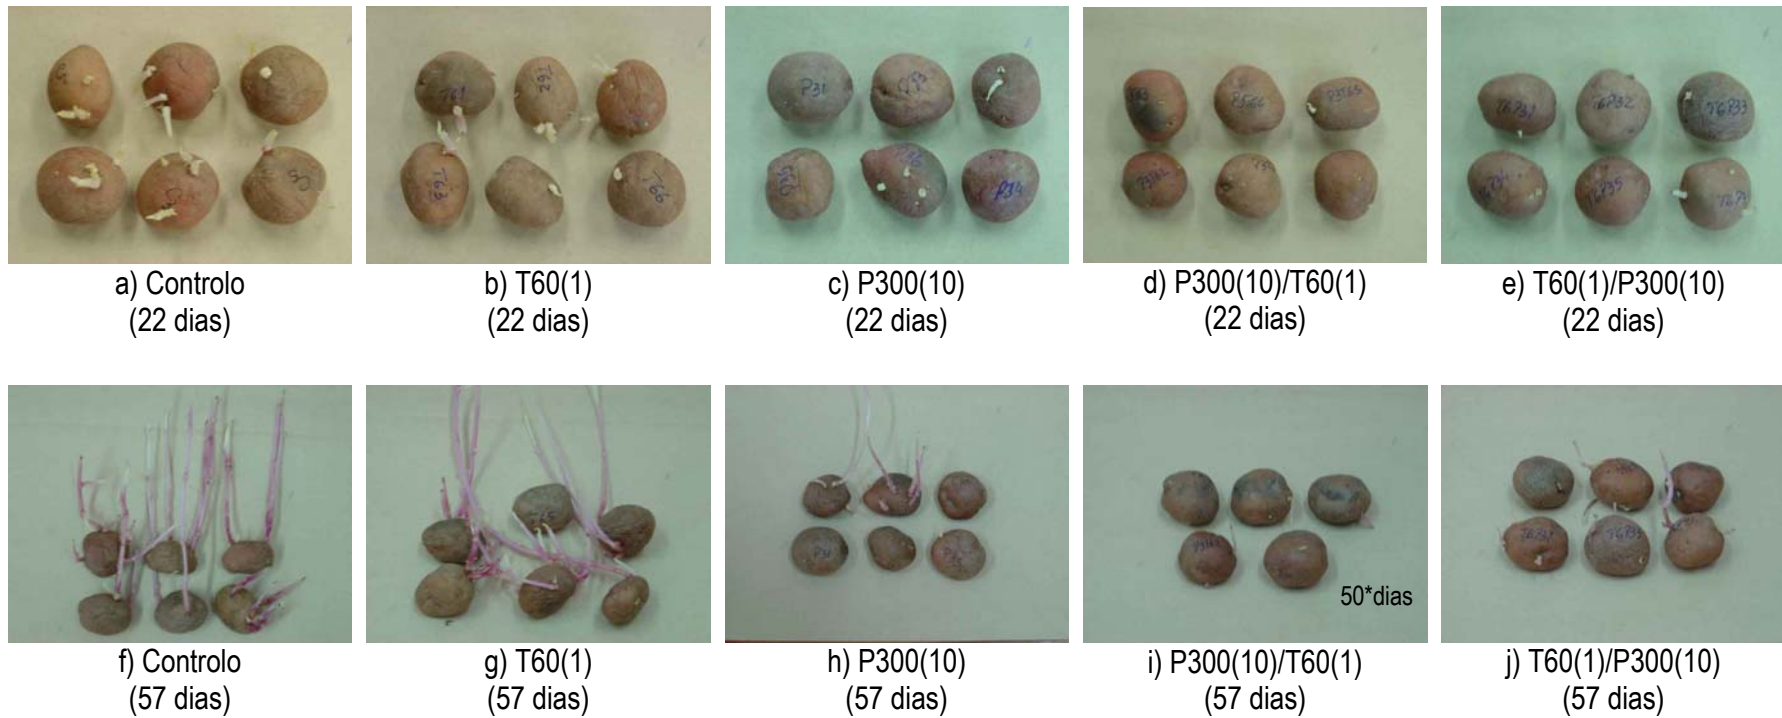 a) Controlo
(22 dias)
b) T60(1)
(22 dias)
c) P300(10)
(22 dias)
d) P300(10)/T60(1)
(22 dias)
e) T60(1)/P300(10)
(22 dias)
50*dias
f) Controlo
(57 dias)
g) T60(1)
(57 dias)
h) P300(10)
(57 dias)
i) P300(10)/T60(1)
(57 dias)
j) T60(1)/P300(10)
(57 dias)